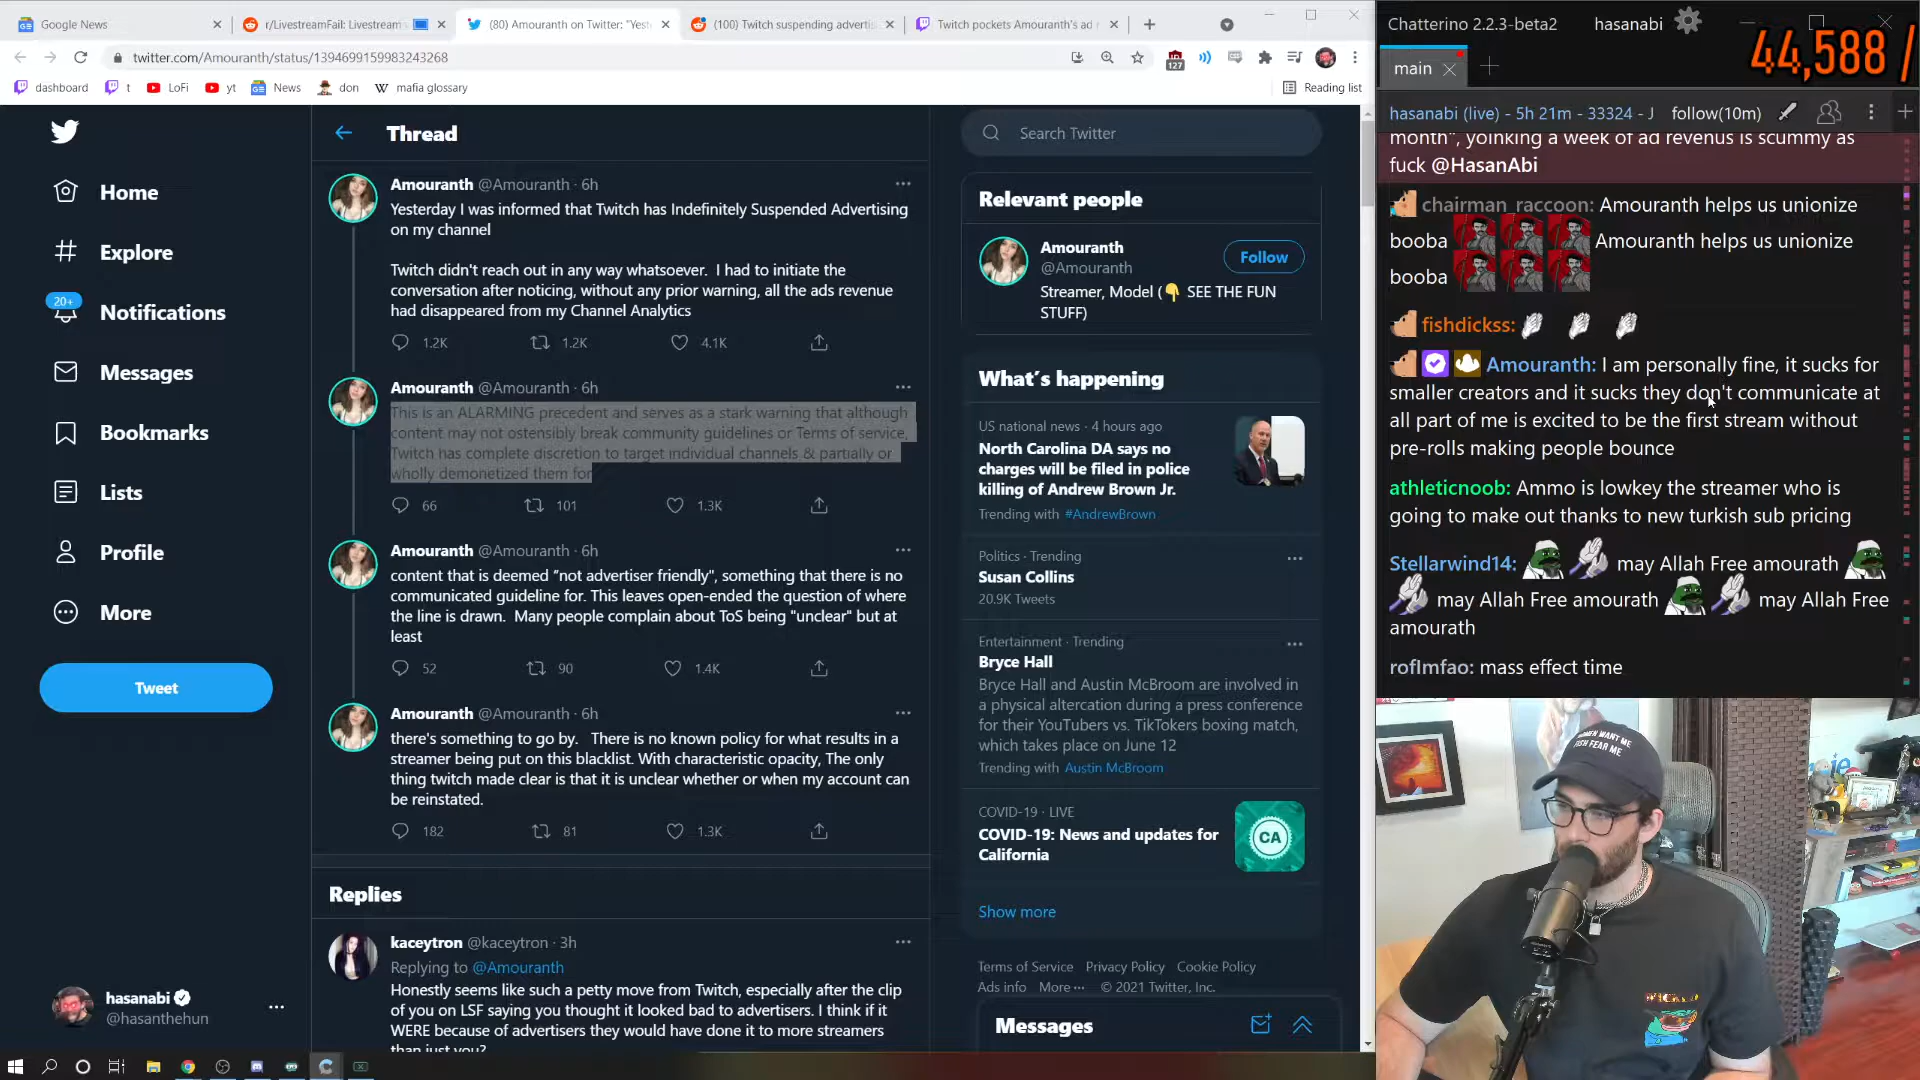 Google News
r/LivestreamFail: Livestream
(80) Amouranth on Twitter: "Yest
(100) Twitch suspending advertis
Twitch pockets Amouranth's ad r
twitter.com/Amouranth/status/1394699159983243268
127
dashboard
t
LoFi
yt
News
don
mafia glossary
Reading list
Home
Explore
20+
Notifications
Messages
Bookmarks
Lists
Profile
More
Tweet
hasanabi
@hasanthehun
Thread
Amouranth @Amouranth · 6h
Yesterday I was informed that Twitch has Indefinitely Suspended Advertising
on my channel
Twitch didn't reach out in any way whatsoever. I had to initiate the
conversation after noticing, without any prior warning, all the ads revenue
had disappeared from my Channel Analytics
1.2K 1.2K 4.1K
Amouranth @Amouranth · 6h
This is an ALARMING precedent and serves as a stark warning that although
content may not ostensibly break community guidelines or Terms of service,
Twitch has complete discretion to target individual channels & partially or
wholly demonetized them for
66 101 1.3K
Amouranth @Amouranth · 6h
content that is deemed "not advertiser friendly", something that there is no
communicated guideline for. This leaves open-ended the question of where
the line is drawn. Many people complain about ToS being "unclear" but at
least
52 90 1.4K
Amouranth @Amouranth · 6h
there's something to go by. There is no known policy for what results in a
streamer being put on this blacklist. With characteristic opacity, The only
thing twitch made clear is that it is unclear whether or when my account can
be reinstated.
182 81 1.3K
Replies
kaceytron @kaceytron · 3h
Replying to @Amouranth
Honestly seems like such a petty move from Twitch, especially after the clip
of you on LSF saying you thought it looked bad to advertisers. I think if it
WERE because of advertisers they would have done it to more streamers
than just you?
Search Twitter
Relevant people
Amouranth
@Amouranth
Follow
Streamer, Model (👇 SEE THE FUN
STUFF)
What's happening
US national news · 4 hours ago
North Carolina DA says no
charges will be filed in police
killing of Andrew Brown Jr.
Trending with #AndrewBrown
Politics · Trending
Susan Collins
20.9K Tweets
Entertainment · Trending
Bryce Hall
Bryce Hall and Austin McBroom are involved in
a physical altercation during a press conference
for their YouTubers vs. TikTokers boxing match,
which takes place on June 12
Trending with Austin McBroom
COVID-19 · LIVE
COVID-19: News and updates for
California
CA
Show more
Terms of Service Privacy Policy Cookie Policy
Ads info More ··· © 2021 Twitter, Inc.
Messages
Chatterino 2.2.3-beta2
hasanabi
44,588 /
main
hasanabi (live) - 5h 21m - 33324 - J
follow(10m)
month", yoinking a week of ad revenus is scummy as
fuck @HasanAbi
chairman_raccoon: Amouranth helps us unionize
booba Amouranth helps us unionize
booba
fishdickss:
Amouranth: I am personally fine, it sucks for
smaller creators and it sucks they don't communicate at
all part of me is excited to be the first stream without
pre-rolls making people bounce
athleticnoob: Ammo is lowkey the streamer who is
going to make out thanks to new turkish sub pricing
Stellarwind14: may Allah Free amourath
may Allah Free amourath may Allah Free
amourath
roflmfao: mass effect time
WOMEN WANT ME
FISH FEAR ME